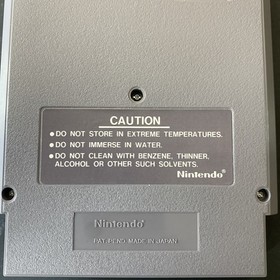 CAUTION
●DO NOT STORE IN EXTREME TEMPERATURES.
●DO NOT IMMERSE IN WATER.
●DO NOT CLEAN WITH BENZENE, THINNER,
ALCOHOL OR OTHER SUCH SOLVENTS.
Nintendo®
Nintendo®
PAT. PEND. MADE IN JAPAN